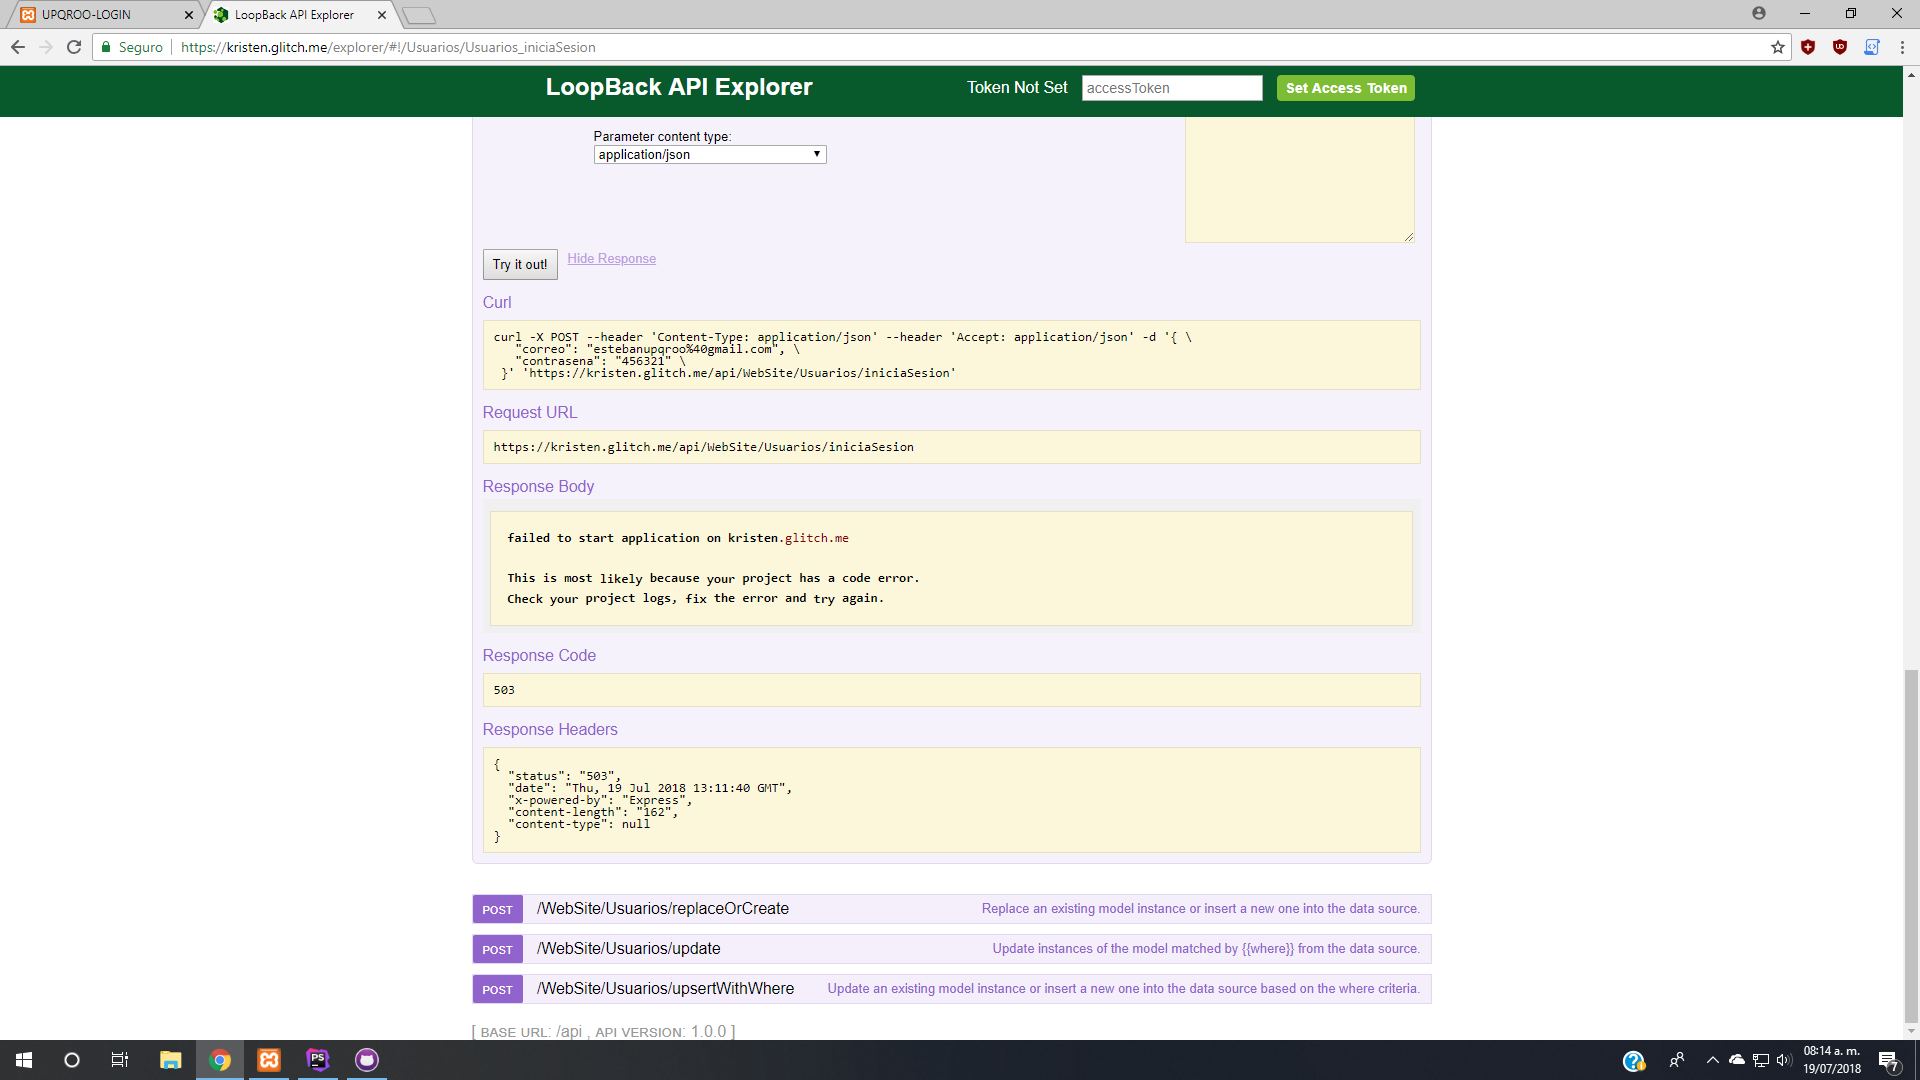 UPQROO-LOGIN
LoopBack API Explorer
Seguro
https://kristen.glitch.me/explorer/#!/Usuarios/Usuarios_iniciaSesion
LoopBack API Explorer
Token Not Set
accessToken
Set Access Token
Parameter content type:
application/json
Try it out!
Hide Response
Curl
curl -X POST --header 'Content-Type: application/json' --header 'Accept: application/json' -d '{ \
"correo": "estebanupqroo%40gmail.com", \
"contrasena": "456321" \
}' 'https://kristen.glitch.me/api/WebSite/Usuarios/iniciaSesion'
Request URL
https://kristen.glitch.me/api/WebSite/Usuarios/iniciaSesion
Response Body
failed to start application on kristen.glitch.me
This is most likely because your project has a code error.
Check your project logs, fix the error and try again.
Response Code
503
Response Headers
{
"status": "503",
"date": "Thu, 19 Jul 2018 13:11:40 GMT",
"x-powered-by": "Express",
"content-length": "162",
"content-type": null
}
POST /WebSite/Usuarios/replaceOrCreate Replace an existing model instance or insert a new one into the data source.
POST /WebSite/Usuarios/update Update instances of the model matched by {{where}} from the data source.
POST /WebSite/Usuarios/upsertWithWhere Update an existing model instance or insert a new one into the data source based on the where criteria.
[ BASE URL: /api , API VERSION: 1.0.0 ]
PS
08:14 a. m.
19/07/2018
7